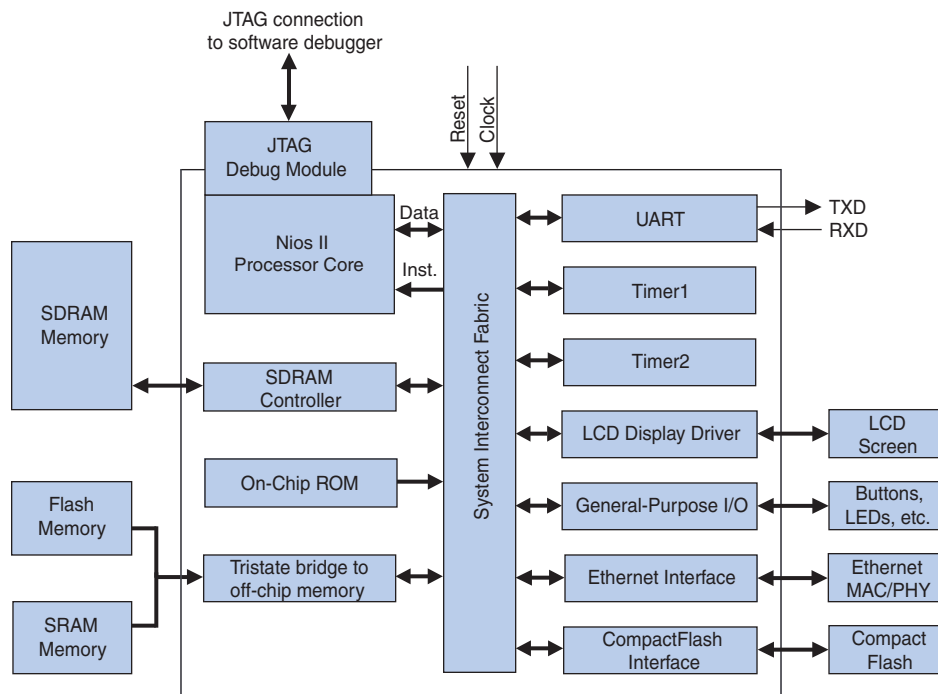 JTAG connection
to software debugger
Reset
Clock
JTAG
Debug Module
Nios II
Processor Core
Data
Inst.
System Interconnect Fabric
UART
TXD
RXD
Timer1
SDRAM
Memory
Timer2
SDRAM
Controller
LCD Display Driver
LCD
Screen
On-Chip ROM
General-Purpose I/O
Buttons,
LEDs, etc.
Flash
Memory
Tristate bridge to
off-chip memory
Ethernet Interface
Ethernet
MAC/PHY
SRAM
Memory
CompactFlash
Interface
Compact
Flash